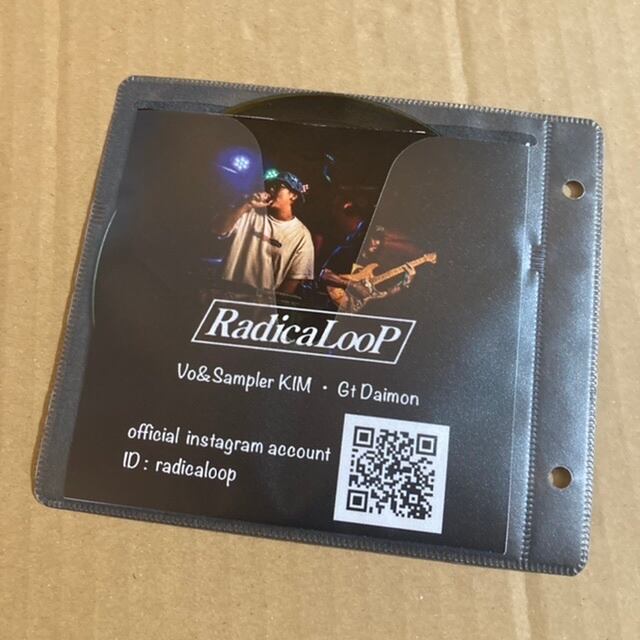 RadicaLooP
Vo&Sampler KIM ・ Gt Daimon
official instagram account
ID : radicaloop